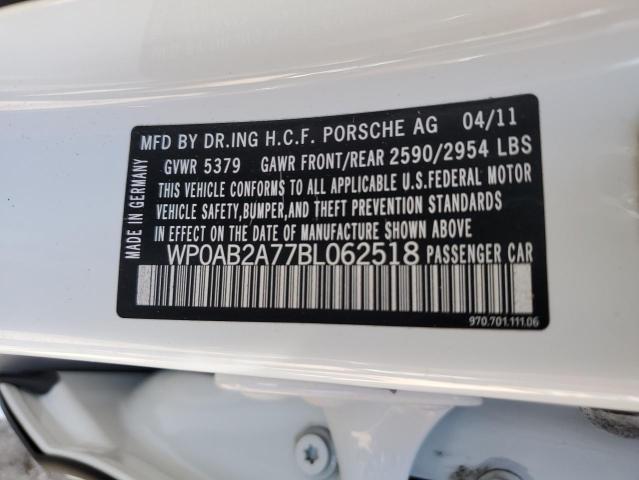 MFD BY DR.ING H.C.F. PORSCHE AG 04/11
GVWR 5379 GAWR FRONT/REAR 2590/2954 LBS
THIS VEHICLE CONFORMS TO ALL APPLICABLE U.S.FEDERAL MOTOR
VEHICLE SAFETY,BUMPER,AND THEFT PREVENTION STANDARDS
IN EFFECT ON THE DATE OF MANUFACTURE SHOWN ABOVE
WP0AB2A77BL062518 PASSENGER CAR
MADE IN GERMANY
970.701.111.06